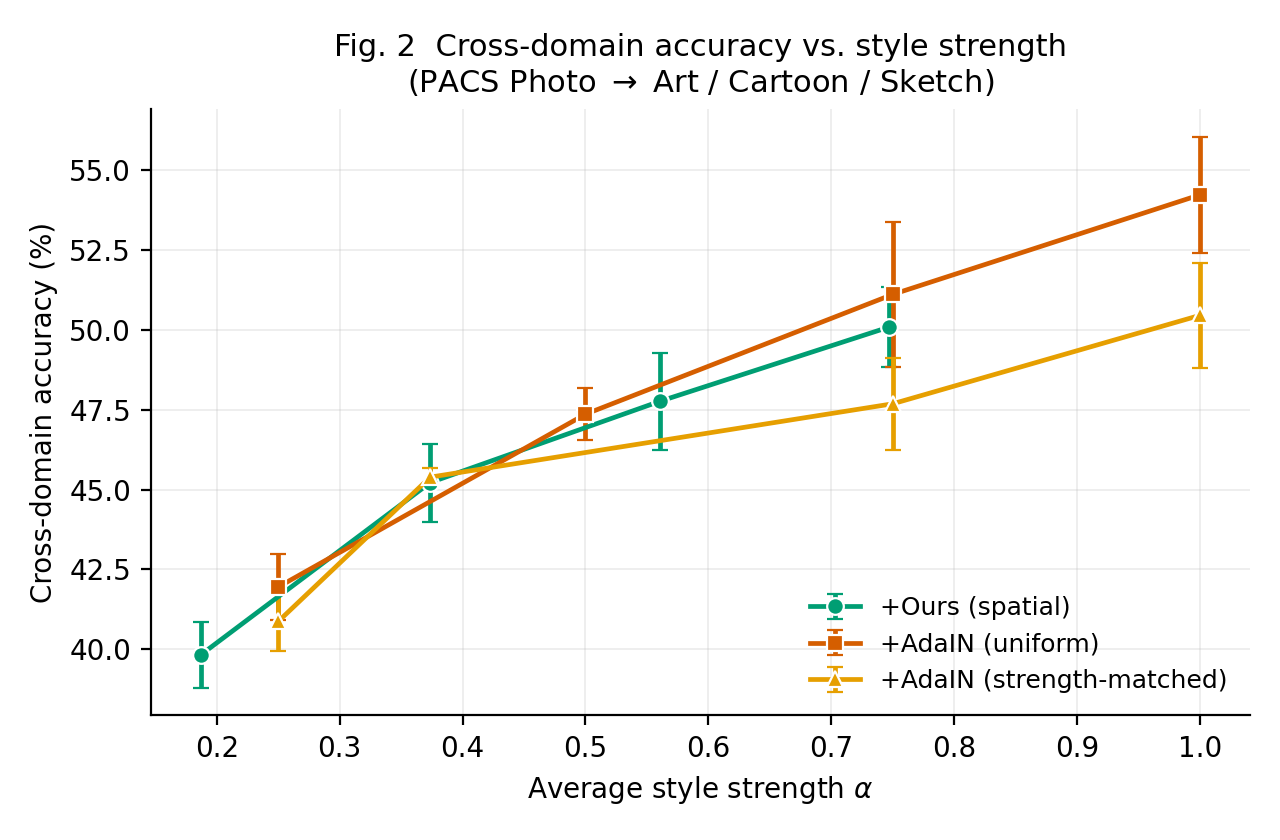 Fig. 2  Cross-domain accuracy vs. style strength
(PACS Photo → Art / Cartoon / Sketch)
Cross-domain accuracy (%)
55.0
52.5
50.0
47.5
45.0
42.5
40.0
+Ours (spatial)
+AdaIN (uniform)
+AdaIN (strength-matched)
0.2 0.3 0.4 0.5 0.6 0.7 0.8 0.9 1.0
Average style strength α